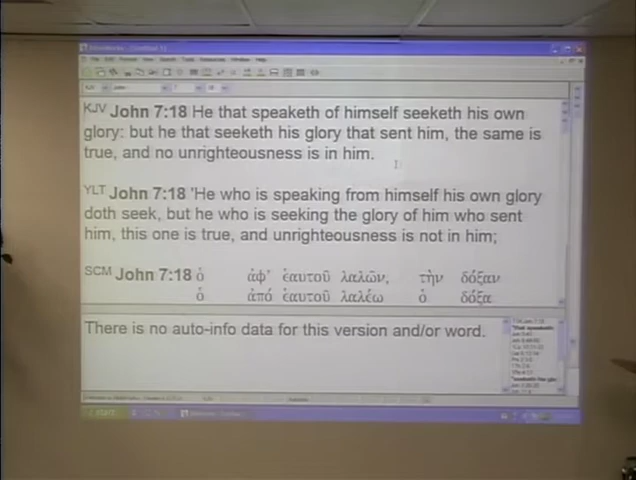 KJV John 7:18 He that speaketh of himself seeketh his own
glory: but he that seeketh his glory that sent him, the same is
true, and no unrighteousness is in him.
YLT John 7:18 'He who is speaking from himself his own glory
doth seek, but he who is seeking the glory of him who sent
him, this one is true, and unrighteousness is not in him;
SCM John 7:18 ὁ ἀφ’ ἑαυτοῦ λαλῶν, τὴν δόξαν
ὁ ἀπό ἑαυτοῦ λαλέω ὁ δόξα
There is no auto-info data for this version and/or word.